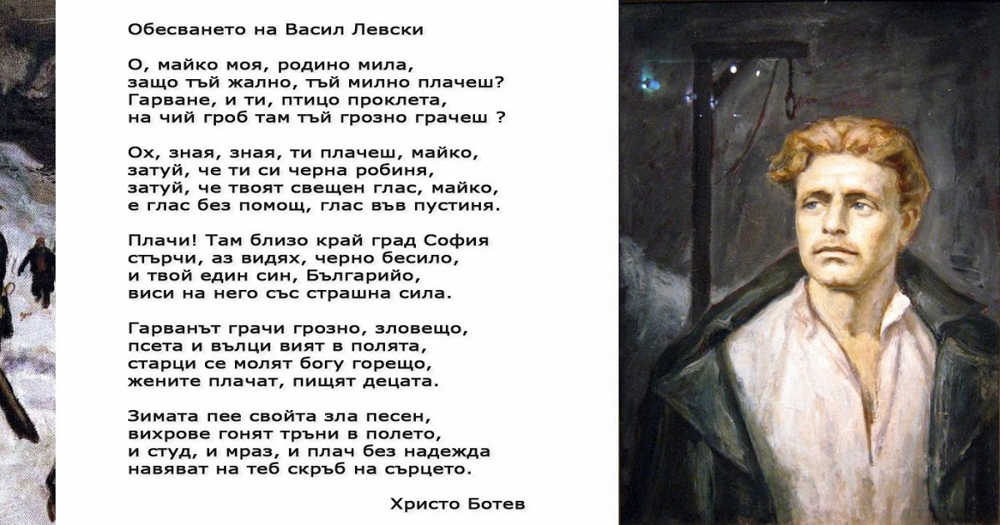 Обесването на Васил Левски
О, майко моя, родино мила,
защо тъй жално, тъй милно плачеш?
Гарване, и ти, птицо проклета,
на чий гроб там тъй грозно грачеш ?
Ох, зная, зная, ти плачеш, майко,
затуй, че ти си черна робиня,
затуй, че твоят свещен глас, майко,
е глас без помощ, глас във пустиня.
Плачи! Там близо край град София
стърчи, аз видях, черно бесило,
и твой един син, Българийо,
виси на него със страшна сила.
Гарванът грачи грозно, зловещо,
псета и вълци вият в полята,
старци се молят богу горещо,
жените плачат, пищят децата.
Зимата пее свойта зла песен,
вихрове гонят тръни в полето,
и студ, и мраз, и плач без надежда
навяват на теб скръб на сърцето.
Христо Ботев